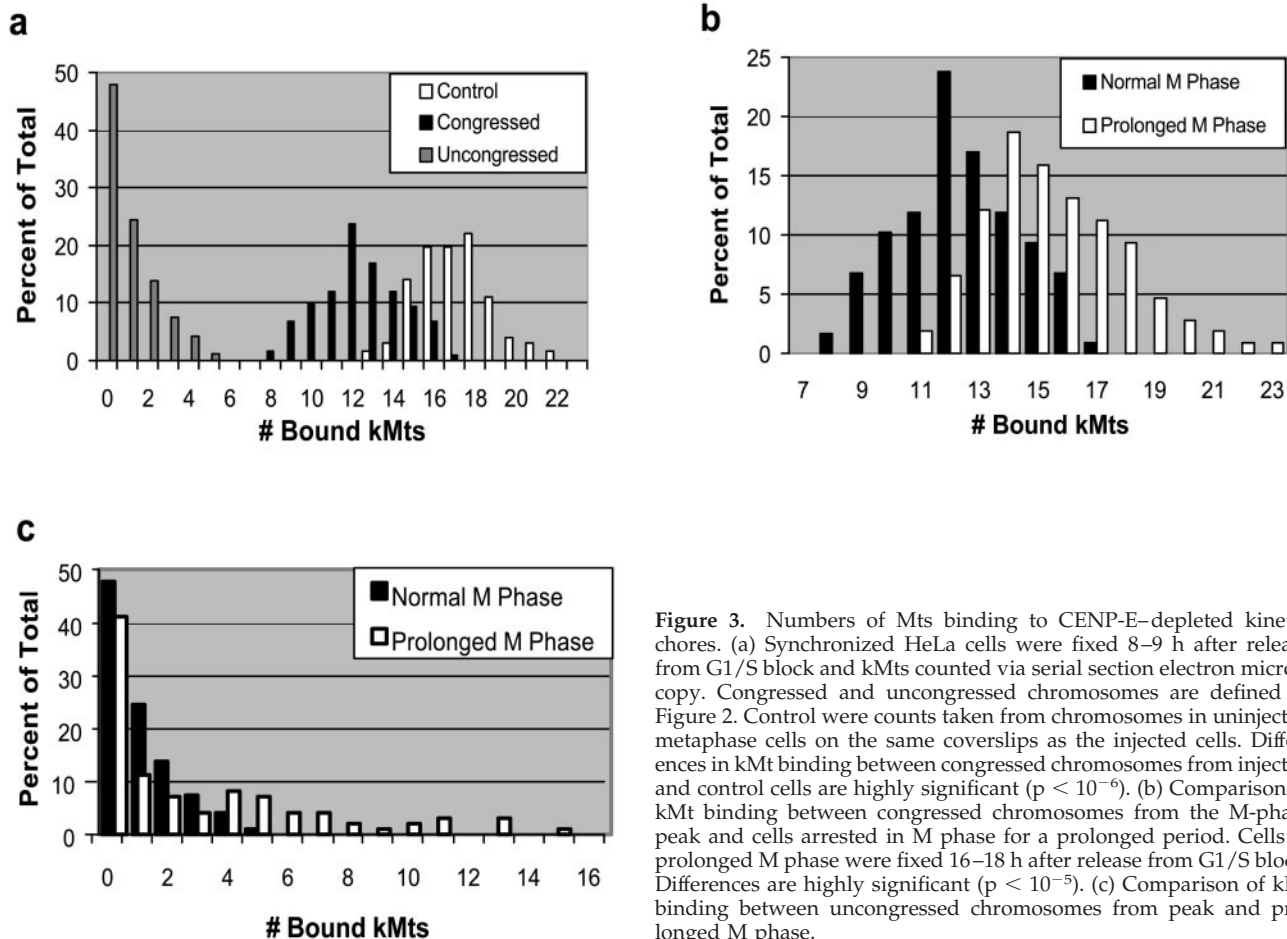 a
50
40
30
20
10
0
Percent of Total
Control
Congressed
Uncongressed
0 2 4 6 8 10 12 14 16 18 20 22
# Bound kMts
b
25
20
15
10
5
0
Percent of Total
Normal M Phase
Prolonged M Phase
7 9 11 13 15 17 19 21 23
# Bound kMts
c
50
40
30
20
10
0
Percent of Total
Normal M Phase
Prolonged M Phase
0 2 4 6 8 10 12 14 16
# Bound kMts
Figure 3. Numbers of Mts binding to CENP-E–depleted kinet
chores. (a) Synchronized HeLa cells were fixed 8–9 h after relea
from G1/S block and kMts counted via serial section electron micro
copy. Congressed and uncongressed chromosomes are defined
Figure 2. Control were counts taken from chromosomes in uninject
metaphase cells on the same coverslips as the injected cells. Diffe
ences in kMt binding between congressed chromosomes from inject
and control cells are highly significant (p < 10⁻⁶). (b) Comparison
kMt binding between congressed chromosomes from the M-pha
peak and cells arrested in M phase for a prolonged period. Cells
prolonged M phase were fixed 16–18 h after release from G1/S bloc
Differences are highly significant (p < 10⁻⁵). (c) Comparison of k
binding between uncongressed chromosomes from peak and pr
longed M phase.